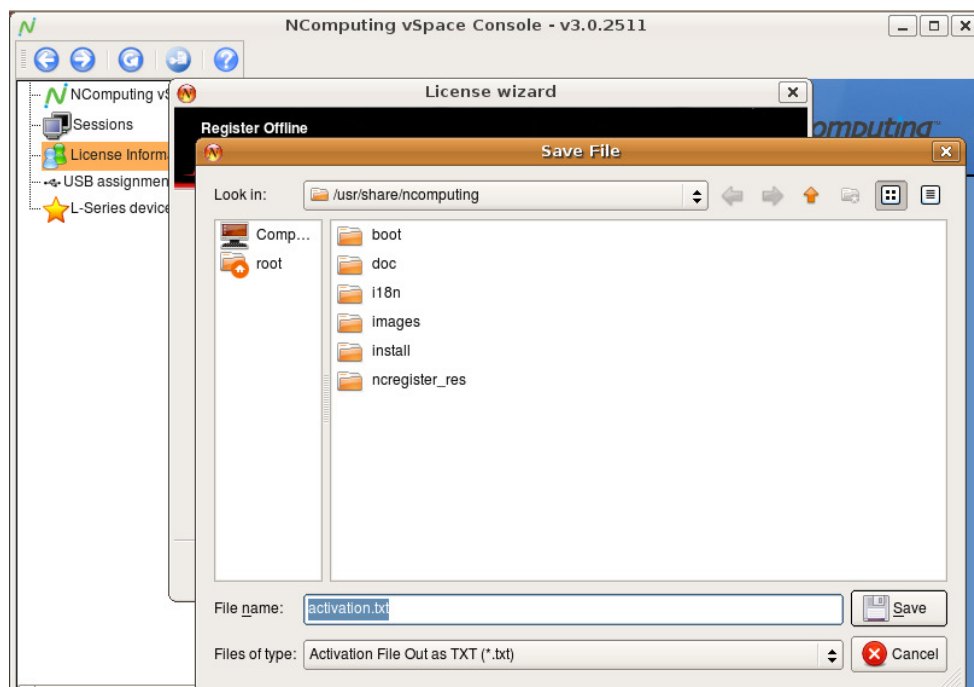 NComputing vSpace Console - v3.0.2511
NComputing vS
Sessions
License Inform
USB assignmen
L-Series device
License wizard
Register Offline
omputing
Save File
Look in: /usr/share/ncomputing
Comp...
root
boot
doc
i18n
images
install
ncregister_res
File name: activation.txt Save
Files of type: Activation File Out as TXT (*.txt) Cancel